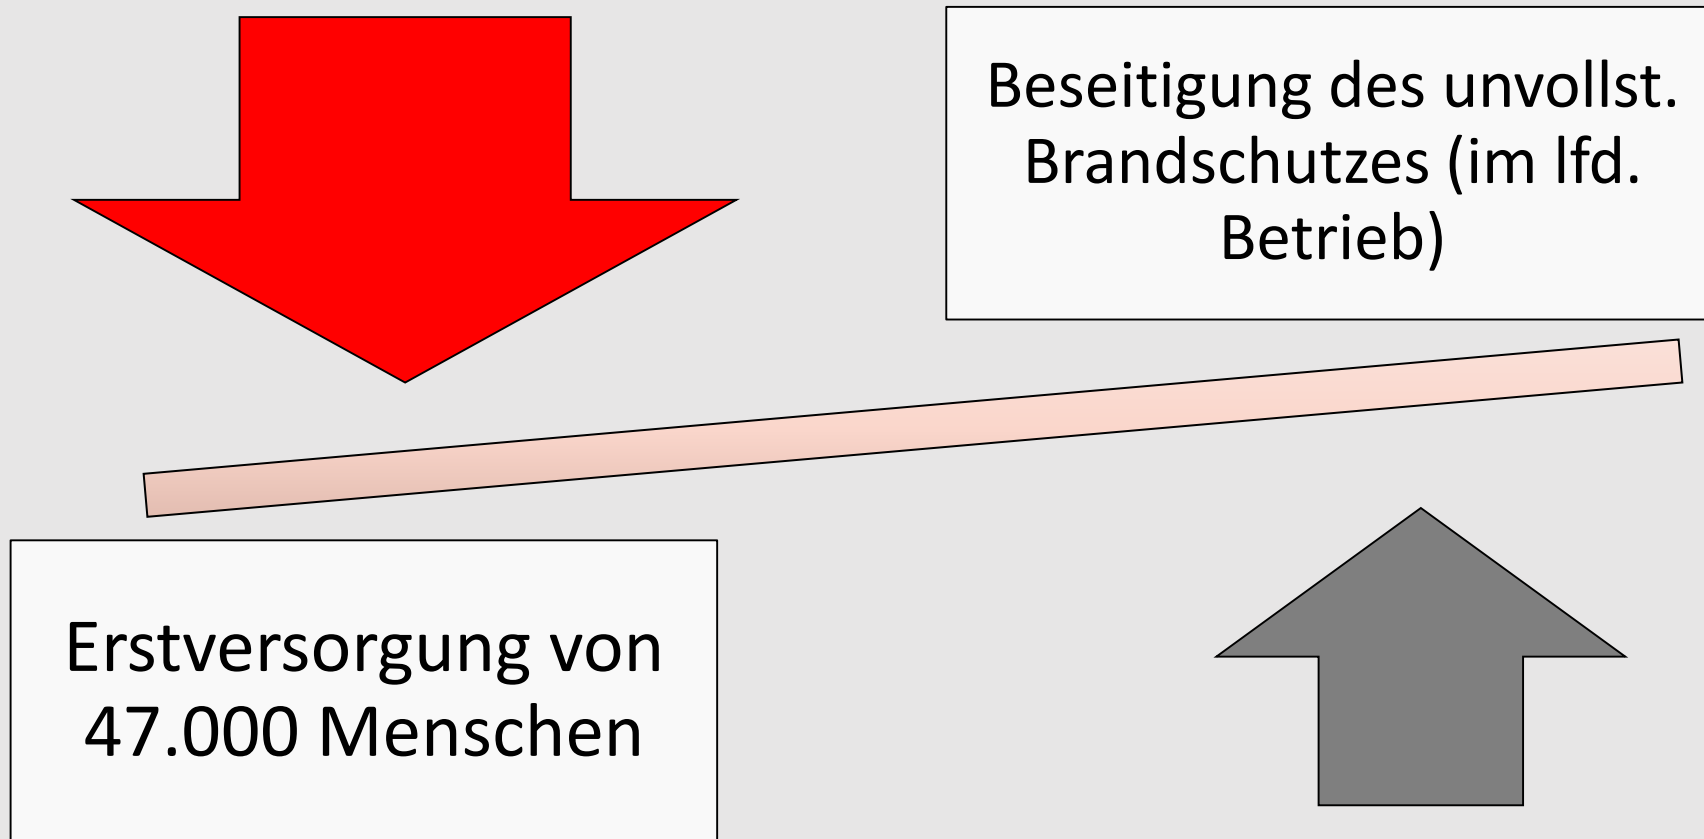 Beseitigung des unvollst.
Brandschutzes (im lfd.
Betrieb)
Erstversorgung von
47.000 Menschen